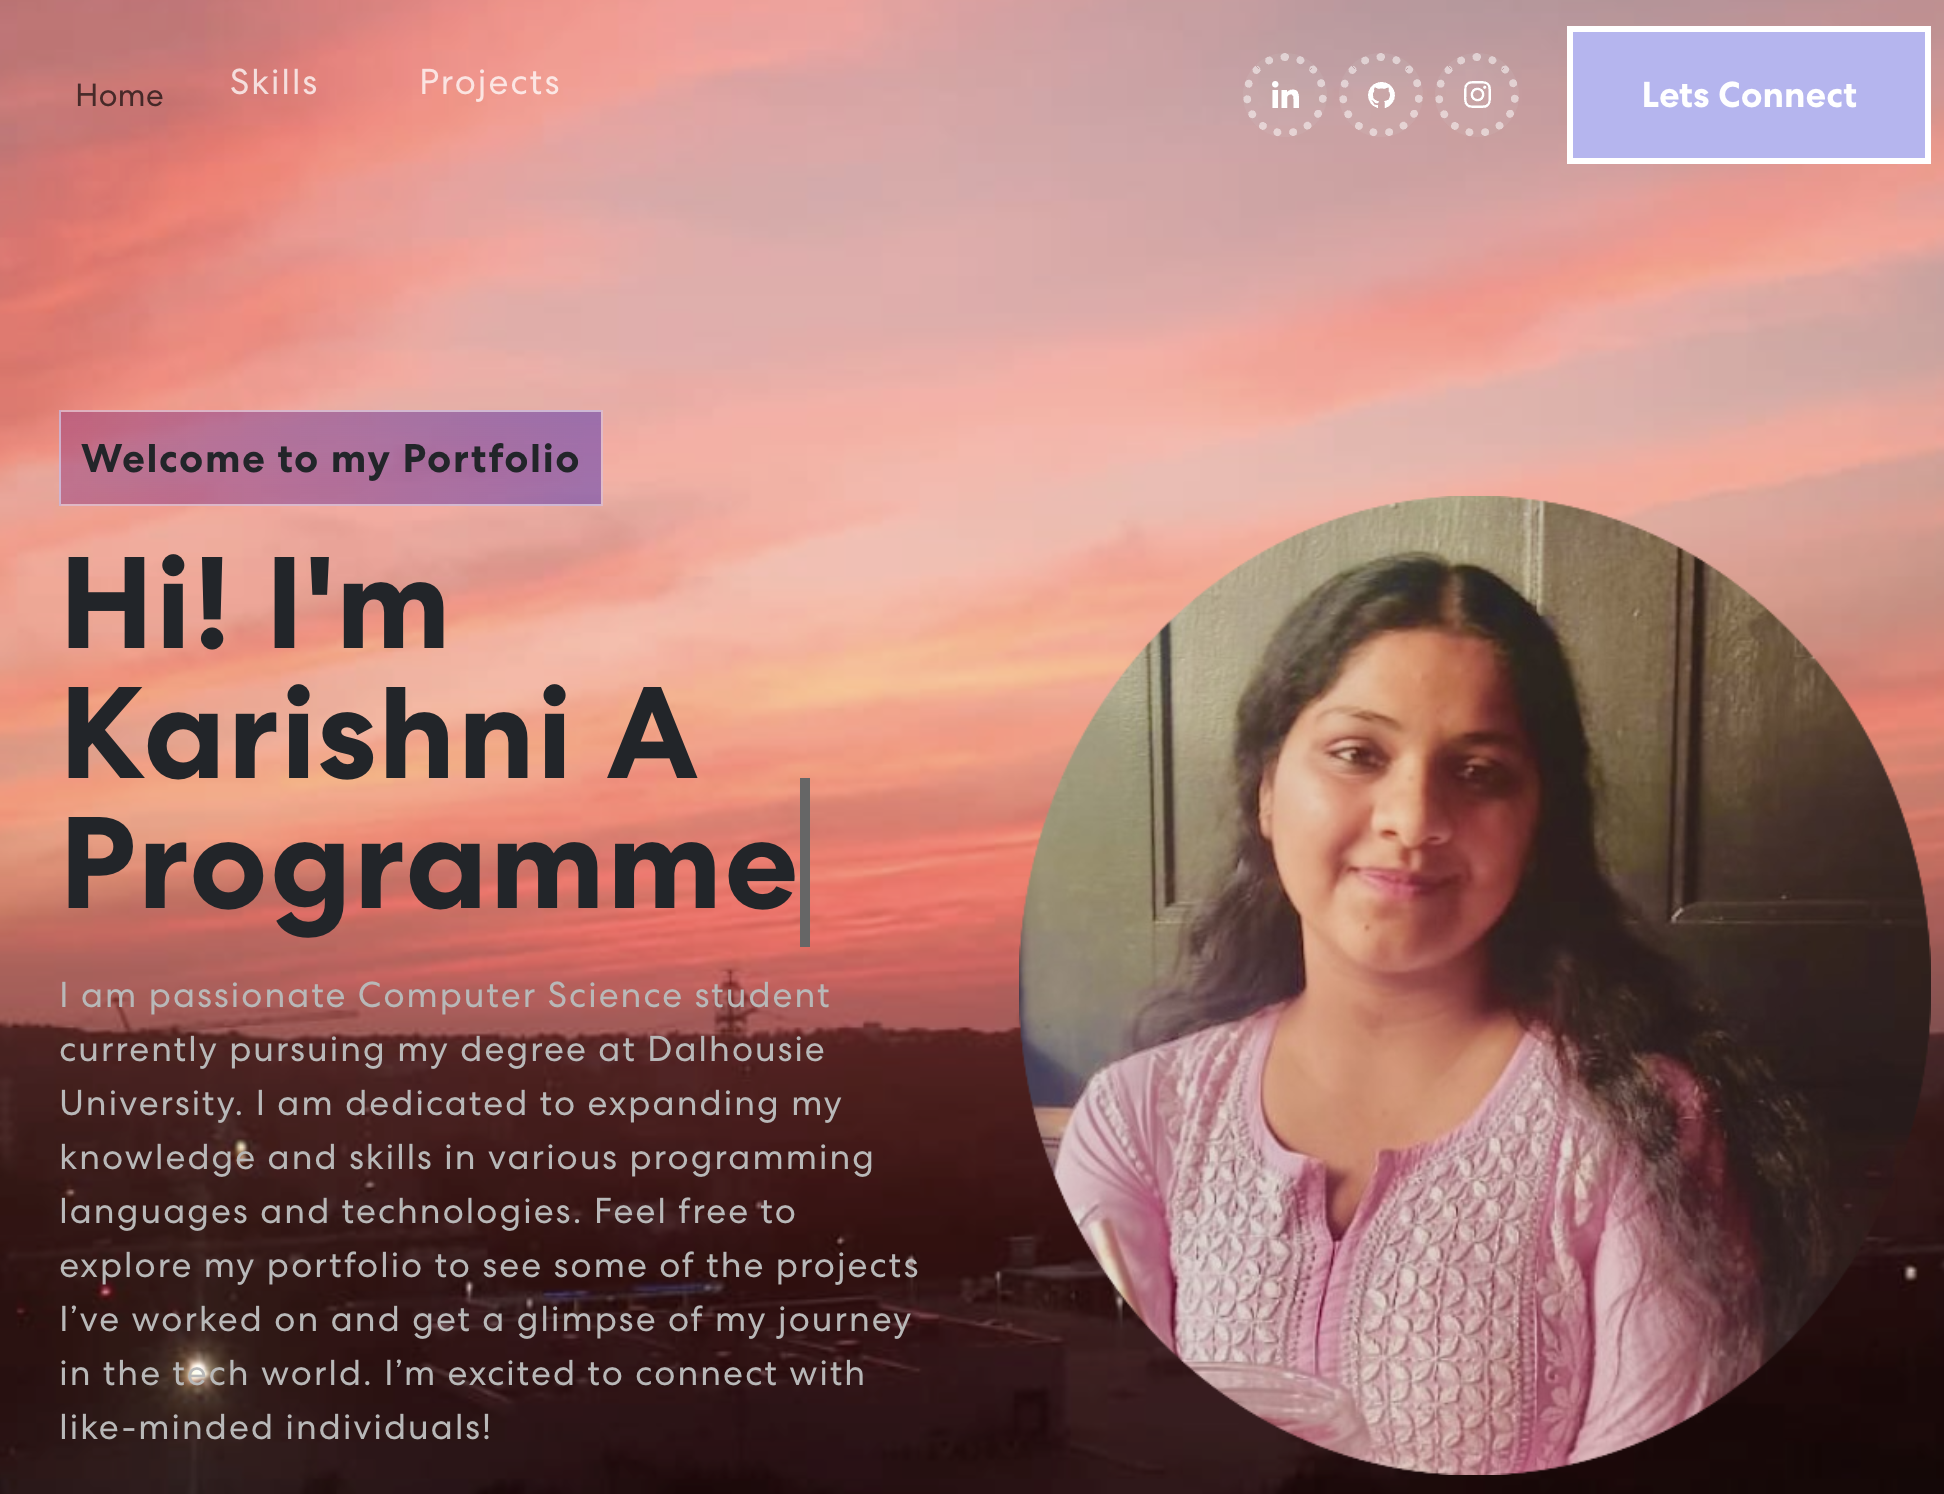 Home
Skills
Projects
in
Lets Connect
Welcome to my Portfolio
Hi! I'm
Karishni A
Programme
I am passionate Computer Science student
currently pursuing my degree at Dalhousie
University. I am dedicated to expanding my
knowledge and skills in various programming
languages and technologies. Feel free to
explore my portfolio to see some of the projects
I’ve worked on and get a glimpse of my journey
in the tech world. I’m excited to connect with
like-minded individuals!